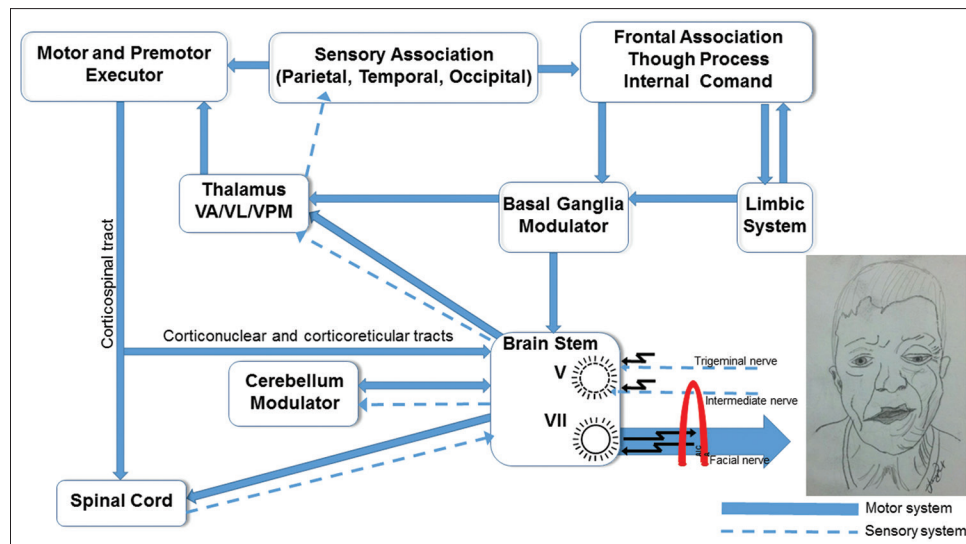 Motor and Premotor
Executor
Sensory Association
(Parietal, Temporal, Occipital)
Frontal Association
Though Process
Internal Comand
Thalamus
VA/VL/VPM
Basal Ganglia
Modulator
Limbic
System
Corticospinal tract
Corticonuclear and corticoreticular tracts
Brain Stem
V
VII
Trigeminal nerve
Intermediate nerve
Facial nerve
Cerebellum
Modulator
Spinal Cord
Motor system
Sensory system